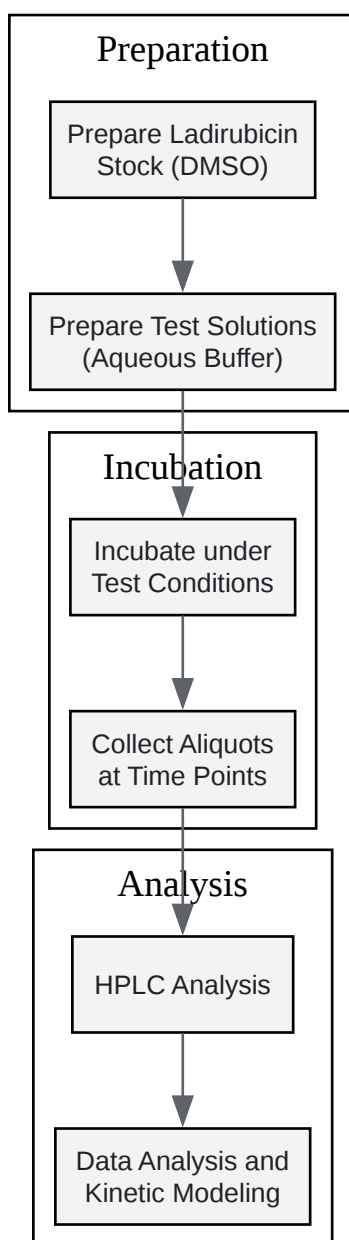 Preparation
Prepare Ladirubicin
Stock (DMSO)
Prepare Test Solutions
(Aqueous Buffer)
Incubation
Incubate under
Test Conditions
Collect Aliquots
at Time Points
Analysis
HPLC Analysis
Data Analysis and
Kinetic Modeling